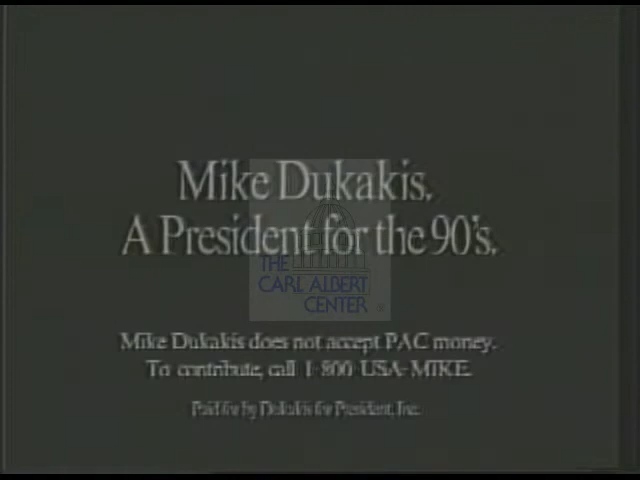 Mike Dukakis.
A President for the 90's.
THE
CARL ALBERT
CENTER
Mike Dukakis does not accept PAC money.
To contribute, call 1-800-USA-MIKE.
Paid for by Dukakis for President, Inc.